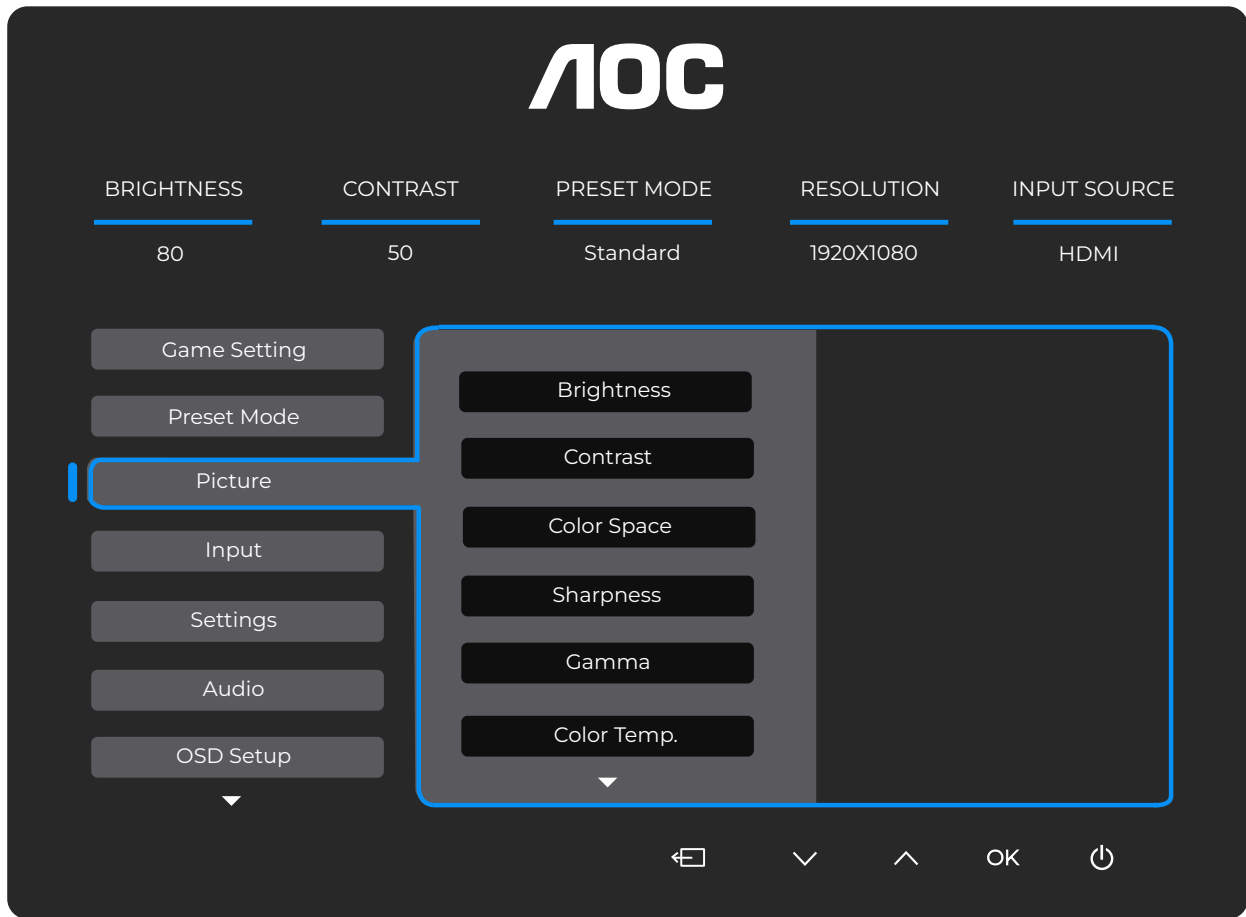 AOC
BRIGHTNESS CONTRAST PRESET MODE RESOLUTION INPUT SOURCE
80 50 Standard 1920X1080 HDMI
Game Setting
Preset Mode
Picture
Input
Settings
Audio
OSD Setup
Brightness
Contrast
Color Space
Sharpness
Gamma
Color Temp.
OK